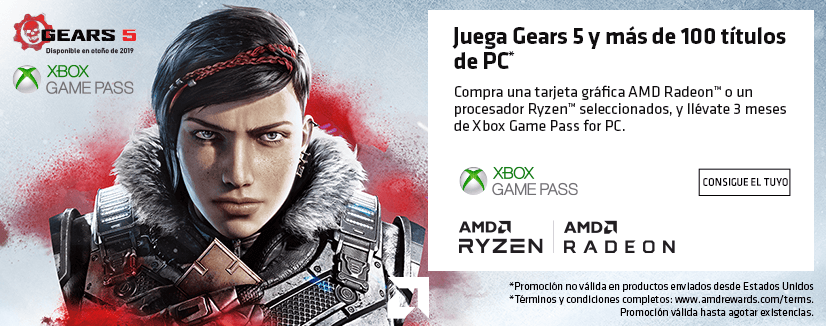 GEARS 5
Disponible en otoño de 2019
XBOX
GAME PASS
Juega Gears 5 y más de 100 títulos
de PC*
Compra una tarjeta gráfica AMD Radeon™ o un
procesador Ryzen™ seleccionados, y llévate 3 meses
de Xbox Game Pass for PC.
XBOX
GAME PASS
CONSIGUE EL TUYO
AMD RYZEN
AMD RADEON
*Promoción no válida en productos enviados desde Estados Unidos
*Términos y condiciones completos: www.amdrewards.com/terms.
Promoción válida hasta agotar existencias.